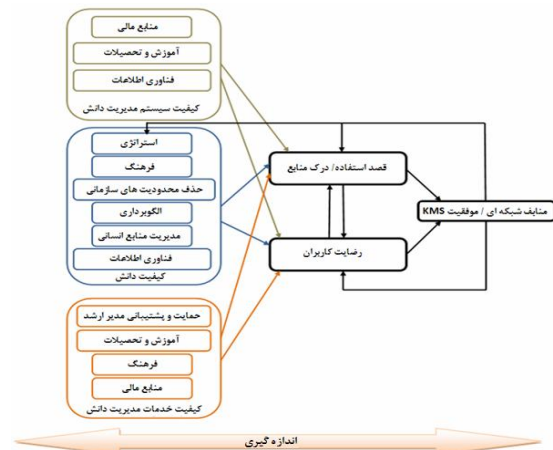 منابع مالی
آموزش و تحصیلات
فناوری اطلاعات
کیفیت سیستم مدیریت دانش
استراتژی
فرهنگ
حذف محدودیت های سازمانی
الگوبرداری
مدیریت منابع انسانی
فناوری اطلاعات
کیفیت دانش
حمایت و پشتیبانی مدیر ارشد
آموزش و تحصیلات
فرهنگ
منابع مالی
کیفیت خدمات مدیریت دانش
قصد استفاده/ درک منابع
رضایت کاربران
منایف شبکه ای / موفقیت KMS
اندازه گیری